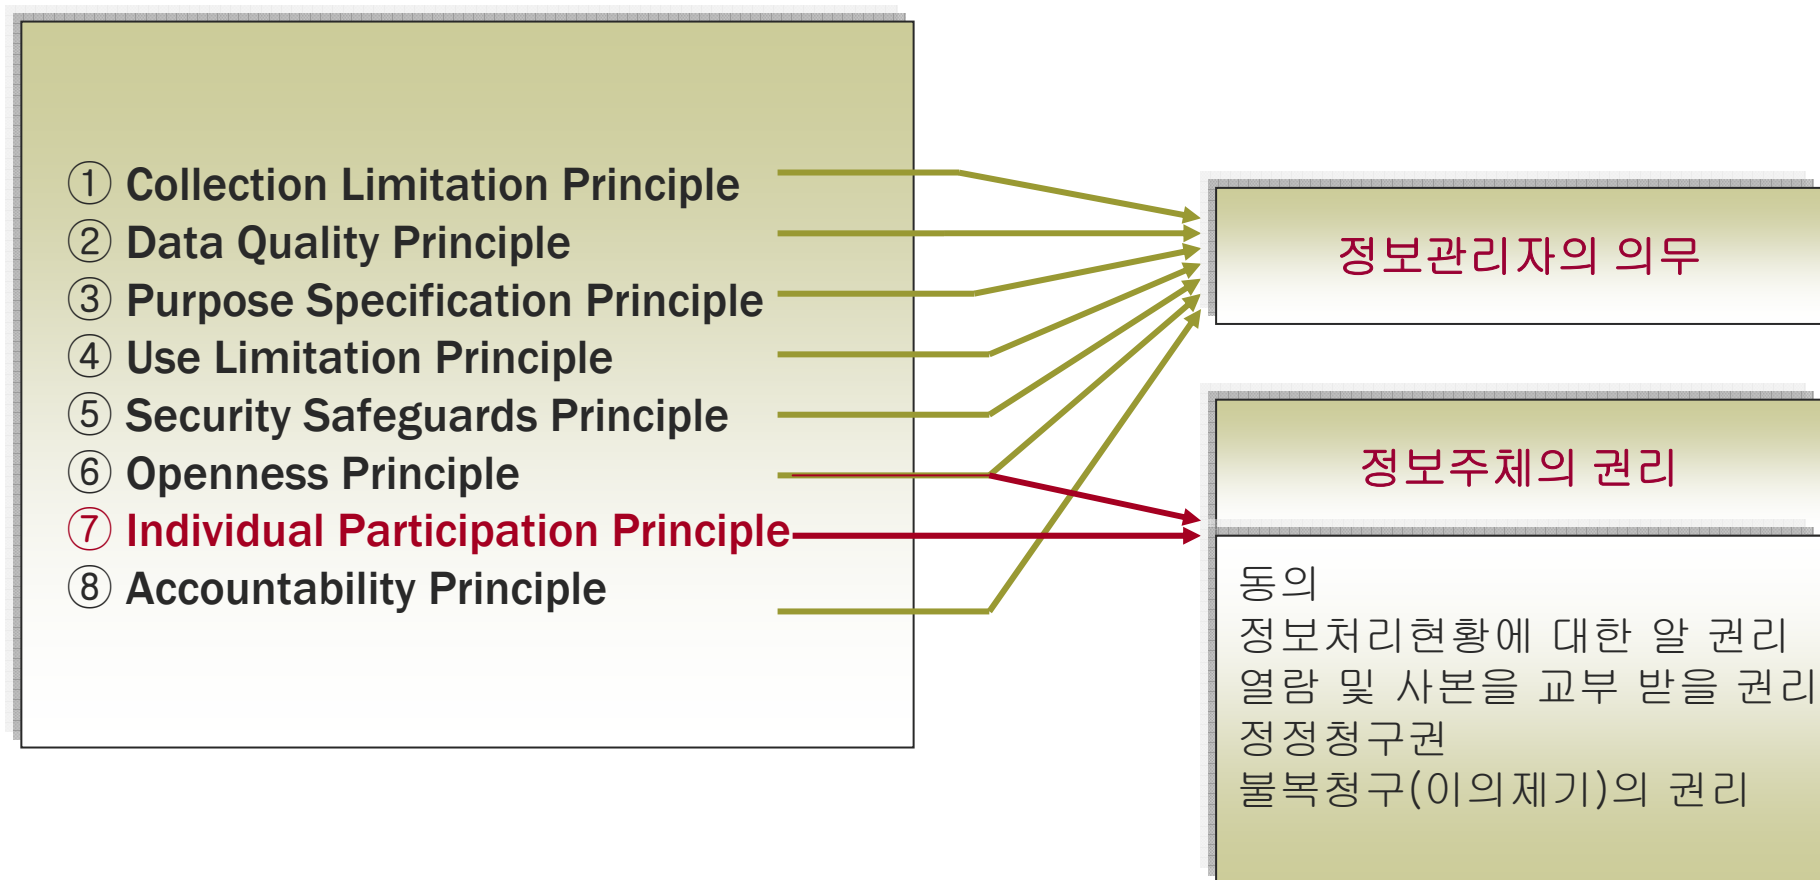 ① Collection Limitation Principle
② Data Quality Principle
③ Purpose Specification Principle
④ Use Limitation Principle
⑤ Security Safeguards Principle
⑥ Openness Principle
⑦ Individual Participation Principle
⑧ Accountability Principle
정보관리자의 의무
정보주체의 권리
동의
정보처리현황에 대한 알 권리
열람 및 사본을 교부 받을 권리
정정청구권
불복청구(이의제기)의 권리